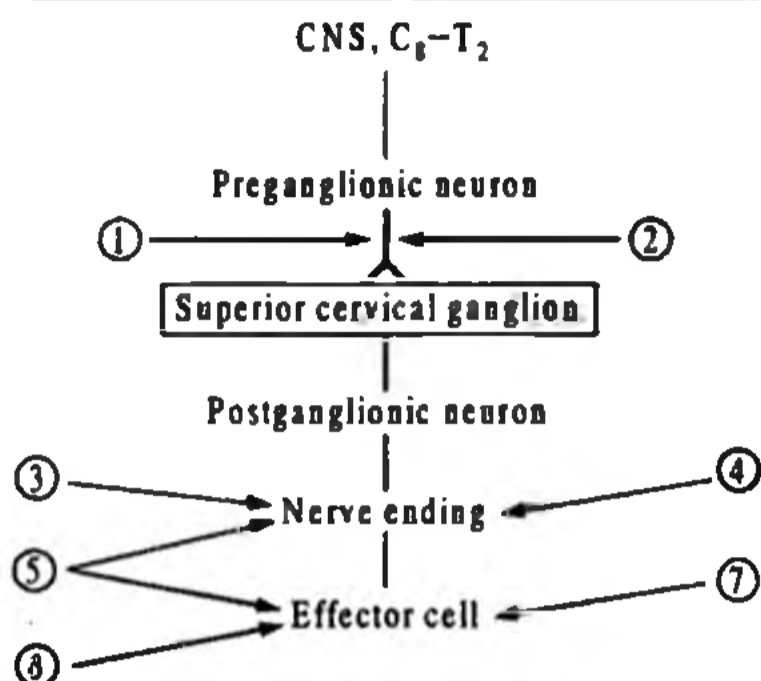 CNS, C₈–T₂
Preganglionic neuron
① ②
Superior cervical ganglion
Postganglionic neuron
③ ④
Nerve ending
⑤ ⑦
Effector cell
⑧